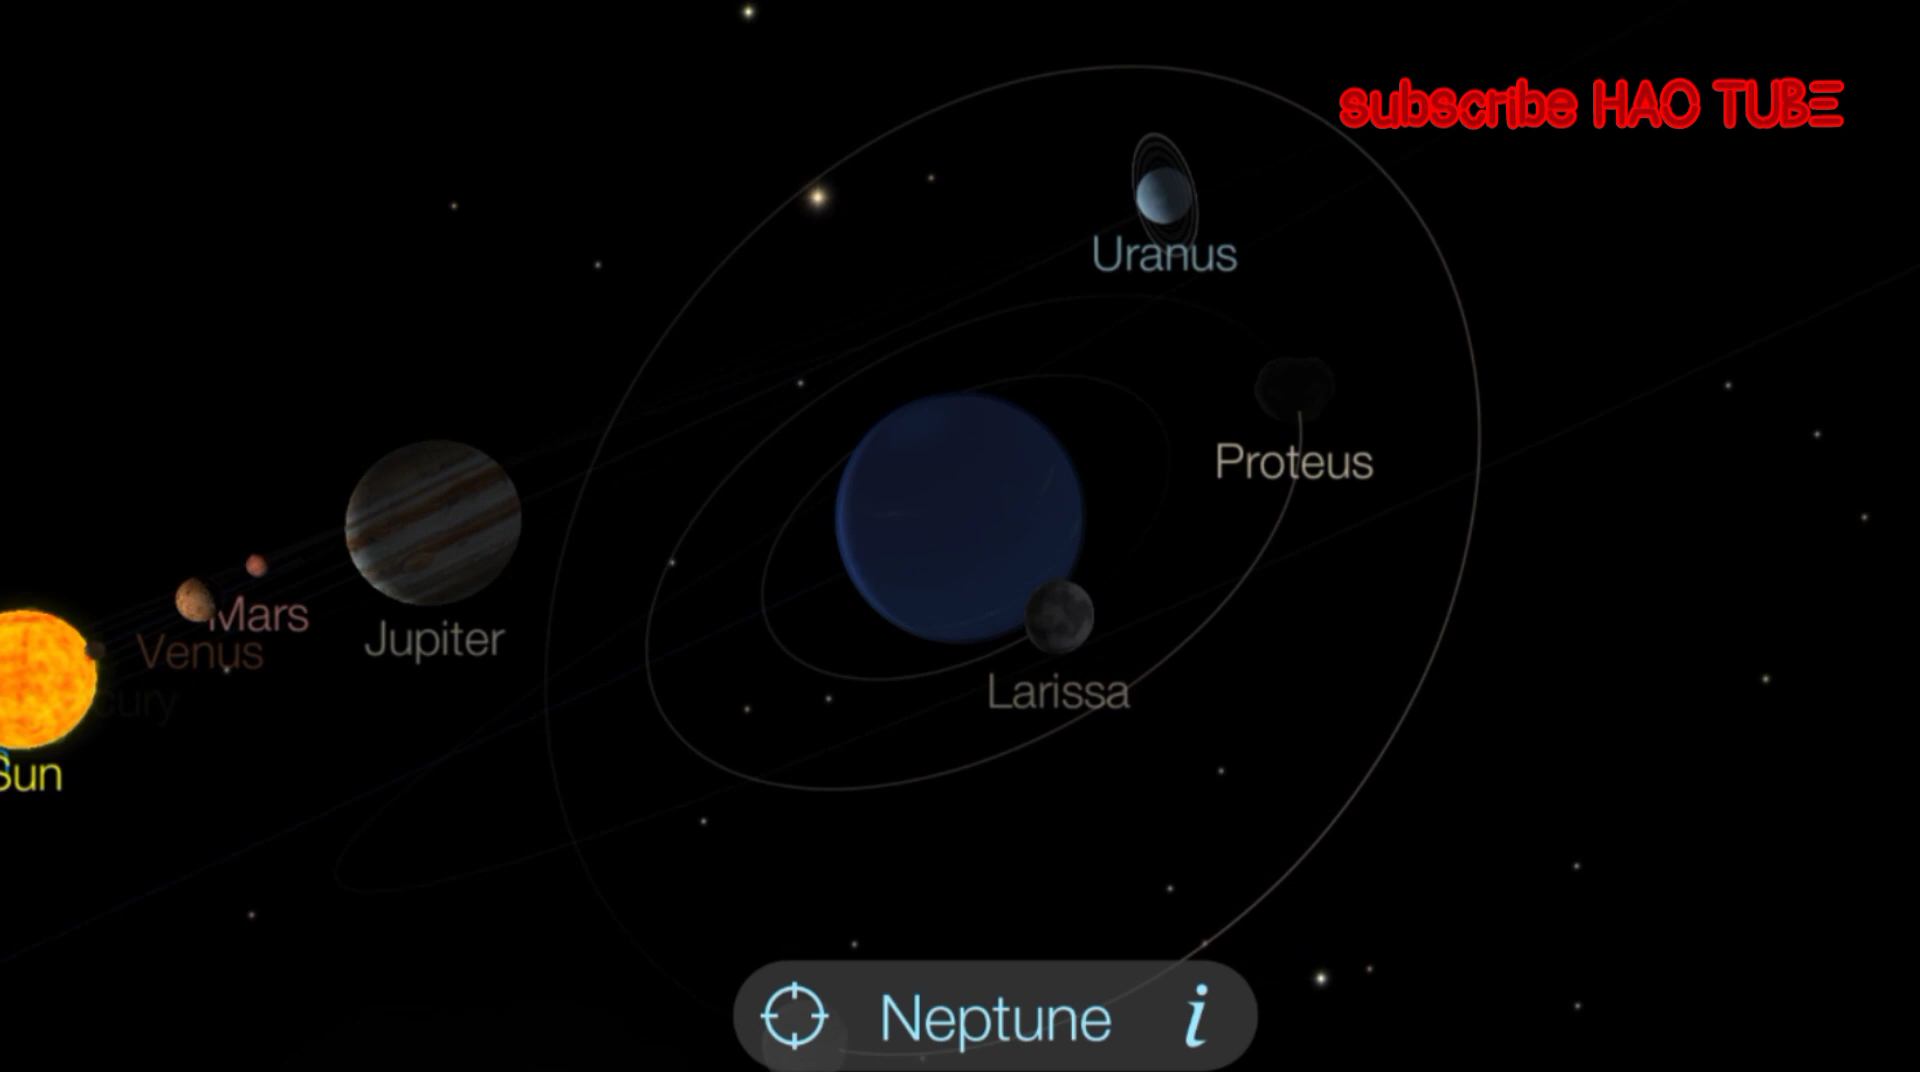 subscribe HAO TUBE
Uranus
Proteus
Mars
Venus
Jupiter
Larissa
Sun
Neptune
i